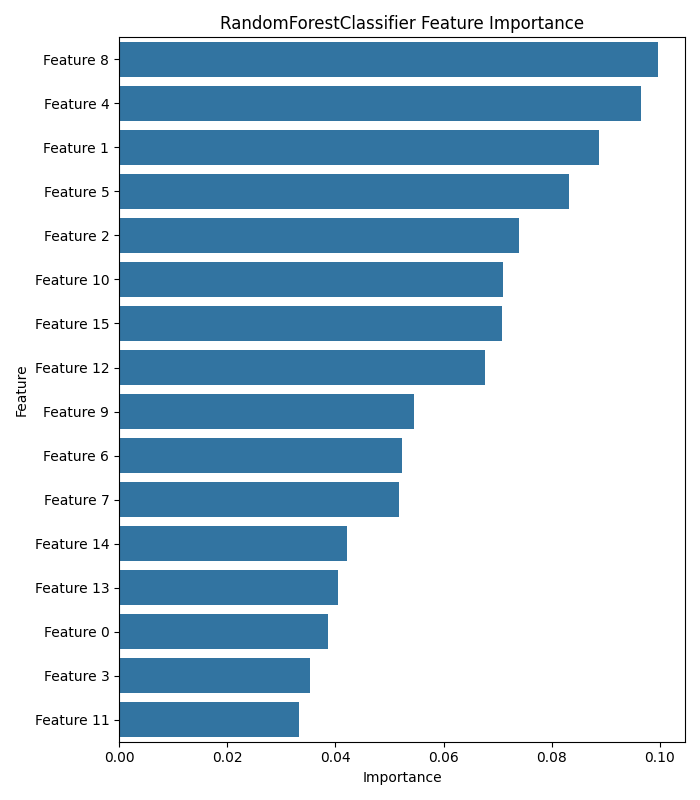 RandomForestClassifier Feature Importance
Feature 8
Feature 4
Feature 1
Feature 5
Feature 2
Feature 10
Feature 15
Feature 12
Feature 9
Feature 6
Feature 7
Feature 14
Feature 13
Feature 0
Feature 3
Feature 11
Feature
0.00 0.02 0.04 0.06 0.08 0.10
Importance